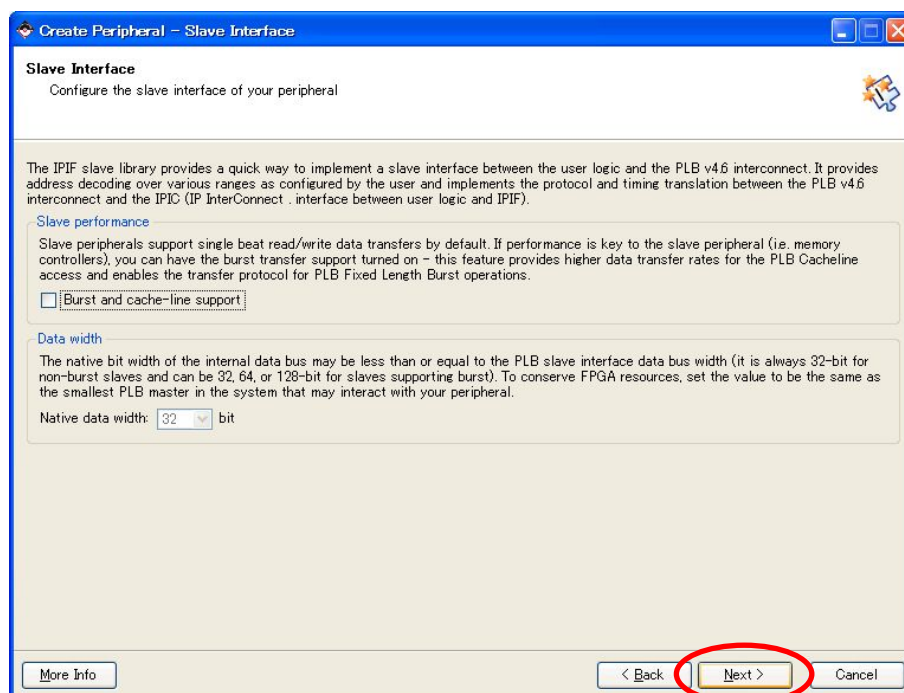 Create Peripheral - Slave Interface
Slave Interface
Configure the slave interface of your peripheral
The IPIF slave library provides a quick way to implement a slave interface between the user logic and the PLB v4.6 interconnect. It provides
address decoding over various ranges as configured by the user and implements the protocol and timing translation between the PLB v4.6
interconnect and the IPIC (IP InterConnect . interface between user logic and IPIF).
Slave performance
Slave peripherals support single beat read/write data transfers by default. If performance is key to the slave peripheral (i.e. memory
controllers), you can have the burst transfer support turned on - this feature provides higher data transfer rates for the PLB Cacheline
access and enables the transfer protocol for PLB Fixed Length Burst operations.
Burst and cache-line support
Data width
The native bit width of the internal data bus may be less than or equal to the PLB slave interface data bus width (it is always 32-bit for
non-burst slaves and can be 32, 64, or 128-bit for slaves supporting burst). To conserve FPGA resources, set the value to be the same as
the smallest PLB master in the system that may interact with your peripheral.
Native data width: 32 bit
More Info
< Back
Next >
Cancel